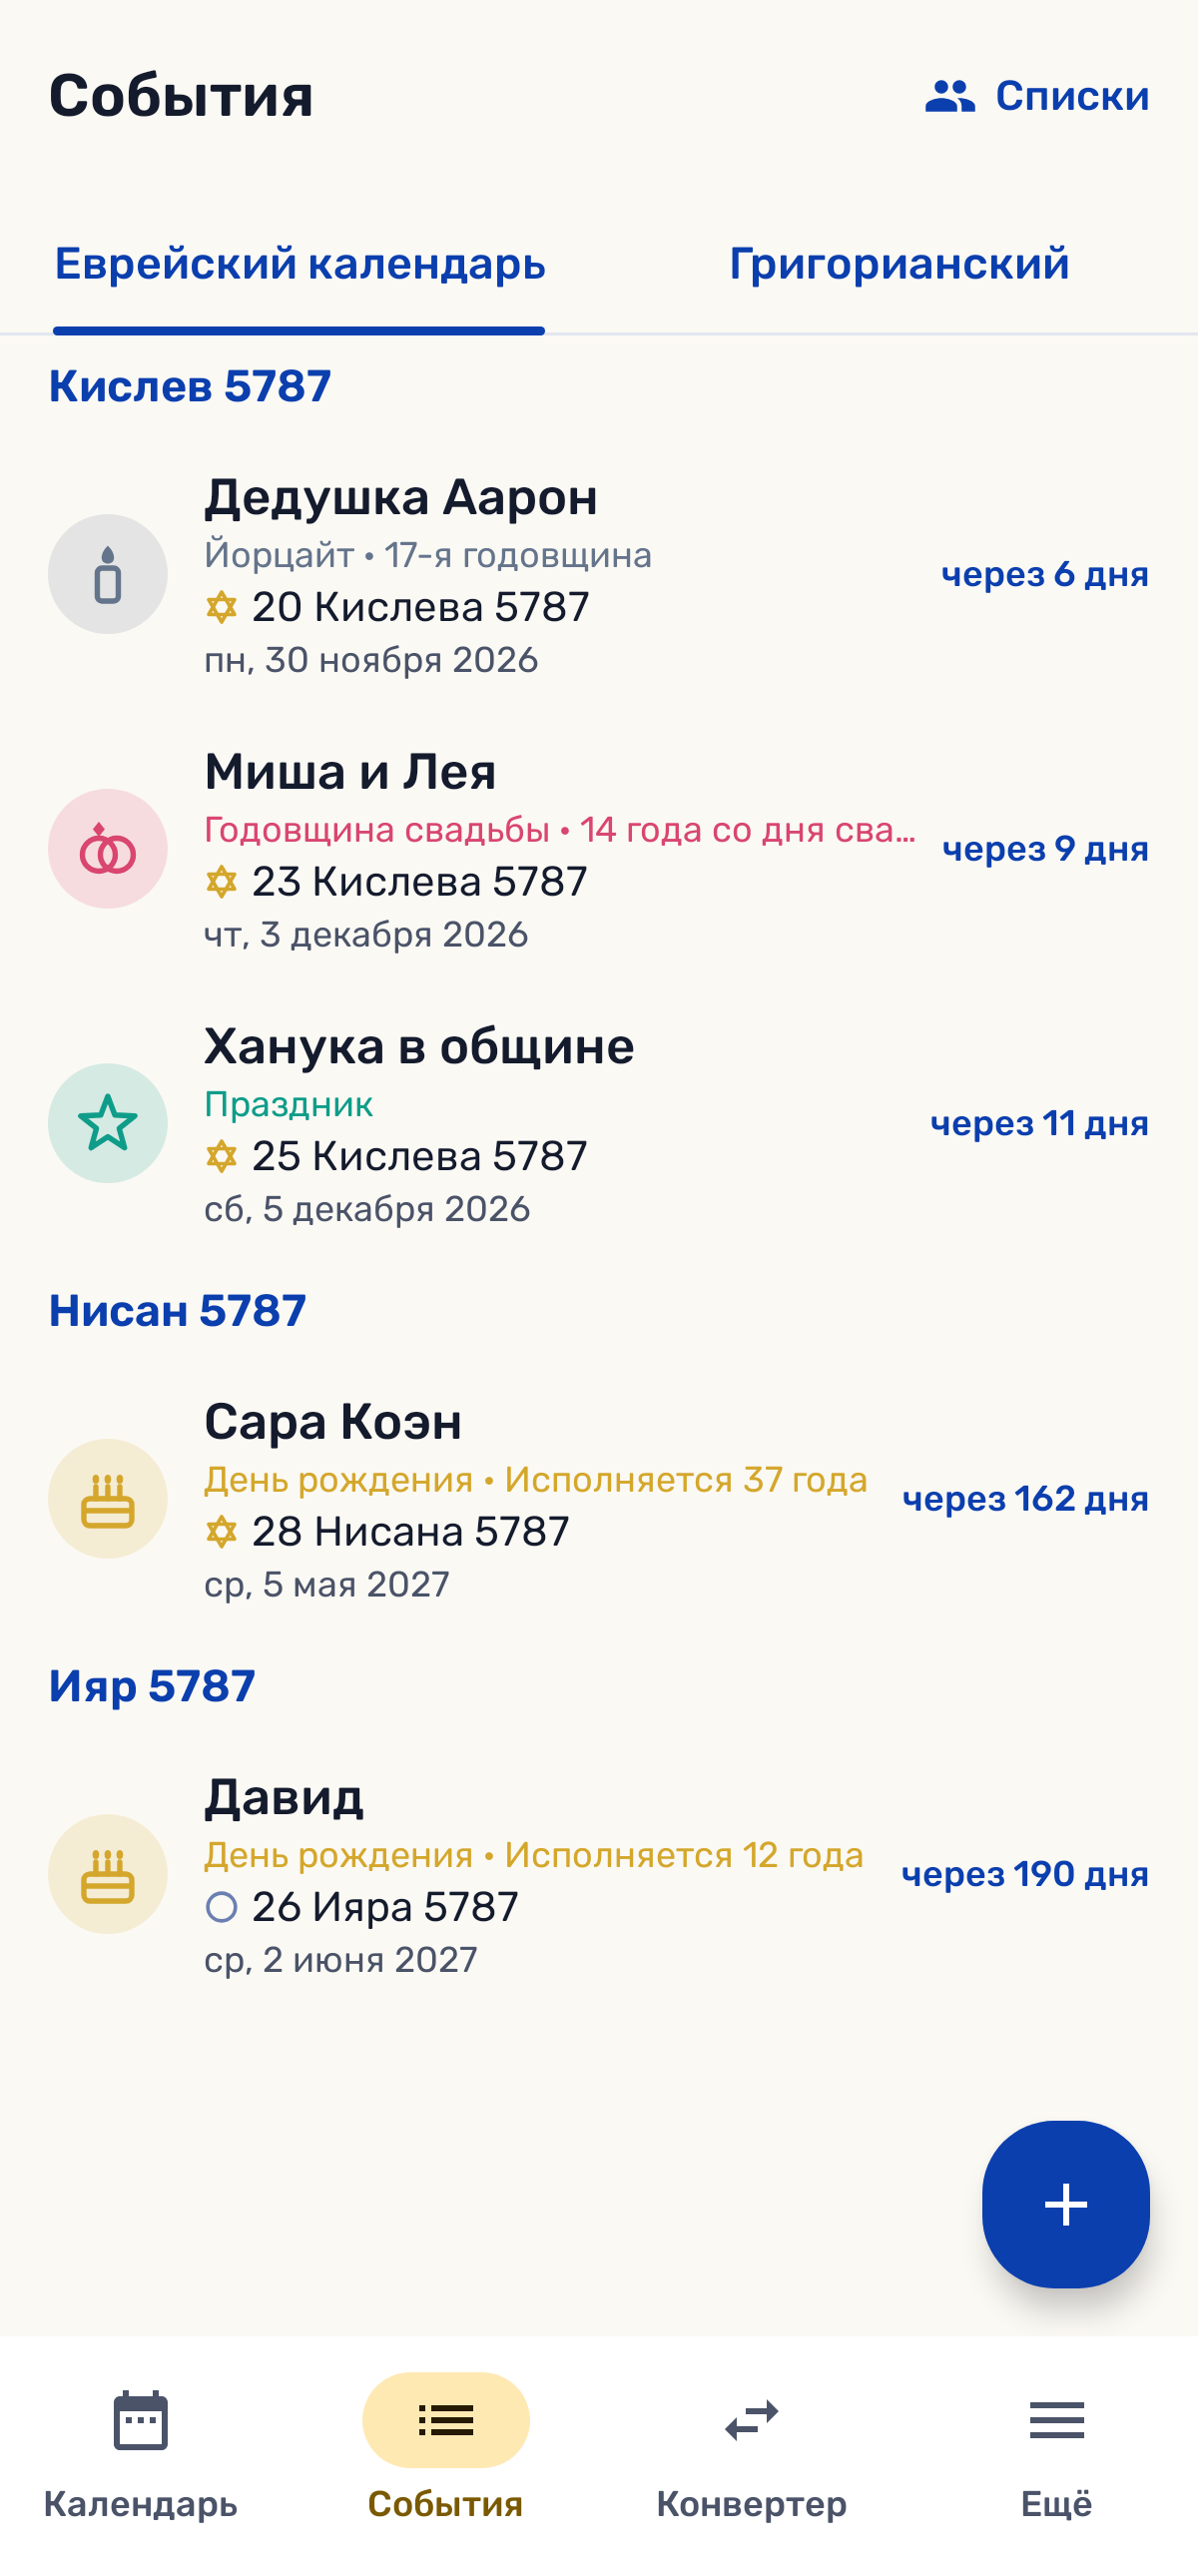 События
Списки
Еврейский календарь
Григорианский
Кислев 5787
Дедушка Аарон
Йорцайт • 17-я годовщина
20 Кислева 5787
пн, 30 ноября 2026
через 6 дня
Миша и Лея
Годовщина свадьбы • 14 года со дня сва...
23 Кислева 5787
чт, 3 декабря 2026
через 9 дня
Ханука в общине
Праздник
25 Кислева 5787
сб, 5 декабря 2026
через 11 дня
Нисан 5787
Сара Коэн
День рождения • Исполняется 37 года
28 Нисана 5787
ср, 5 мая 2027
через 162 дня
Ияр 5787
Давид
День рождения • Исполняется 12 года
26 Ияра 5787
ср, 2 июня 2027
через 190 дня
Календарь
События
Конвертер
Ещё